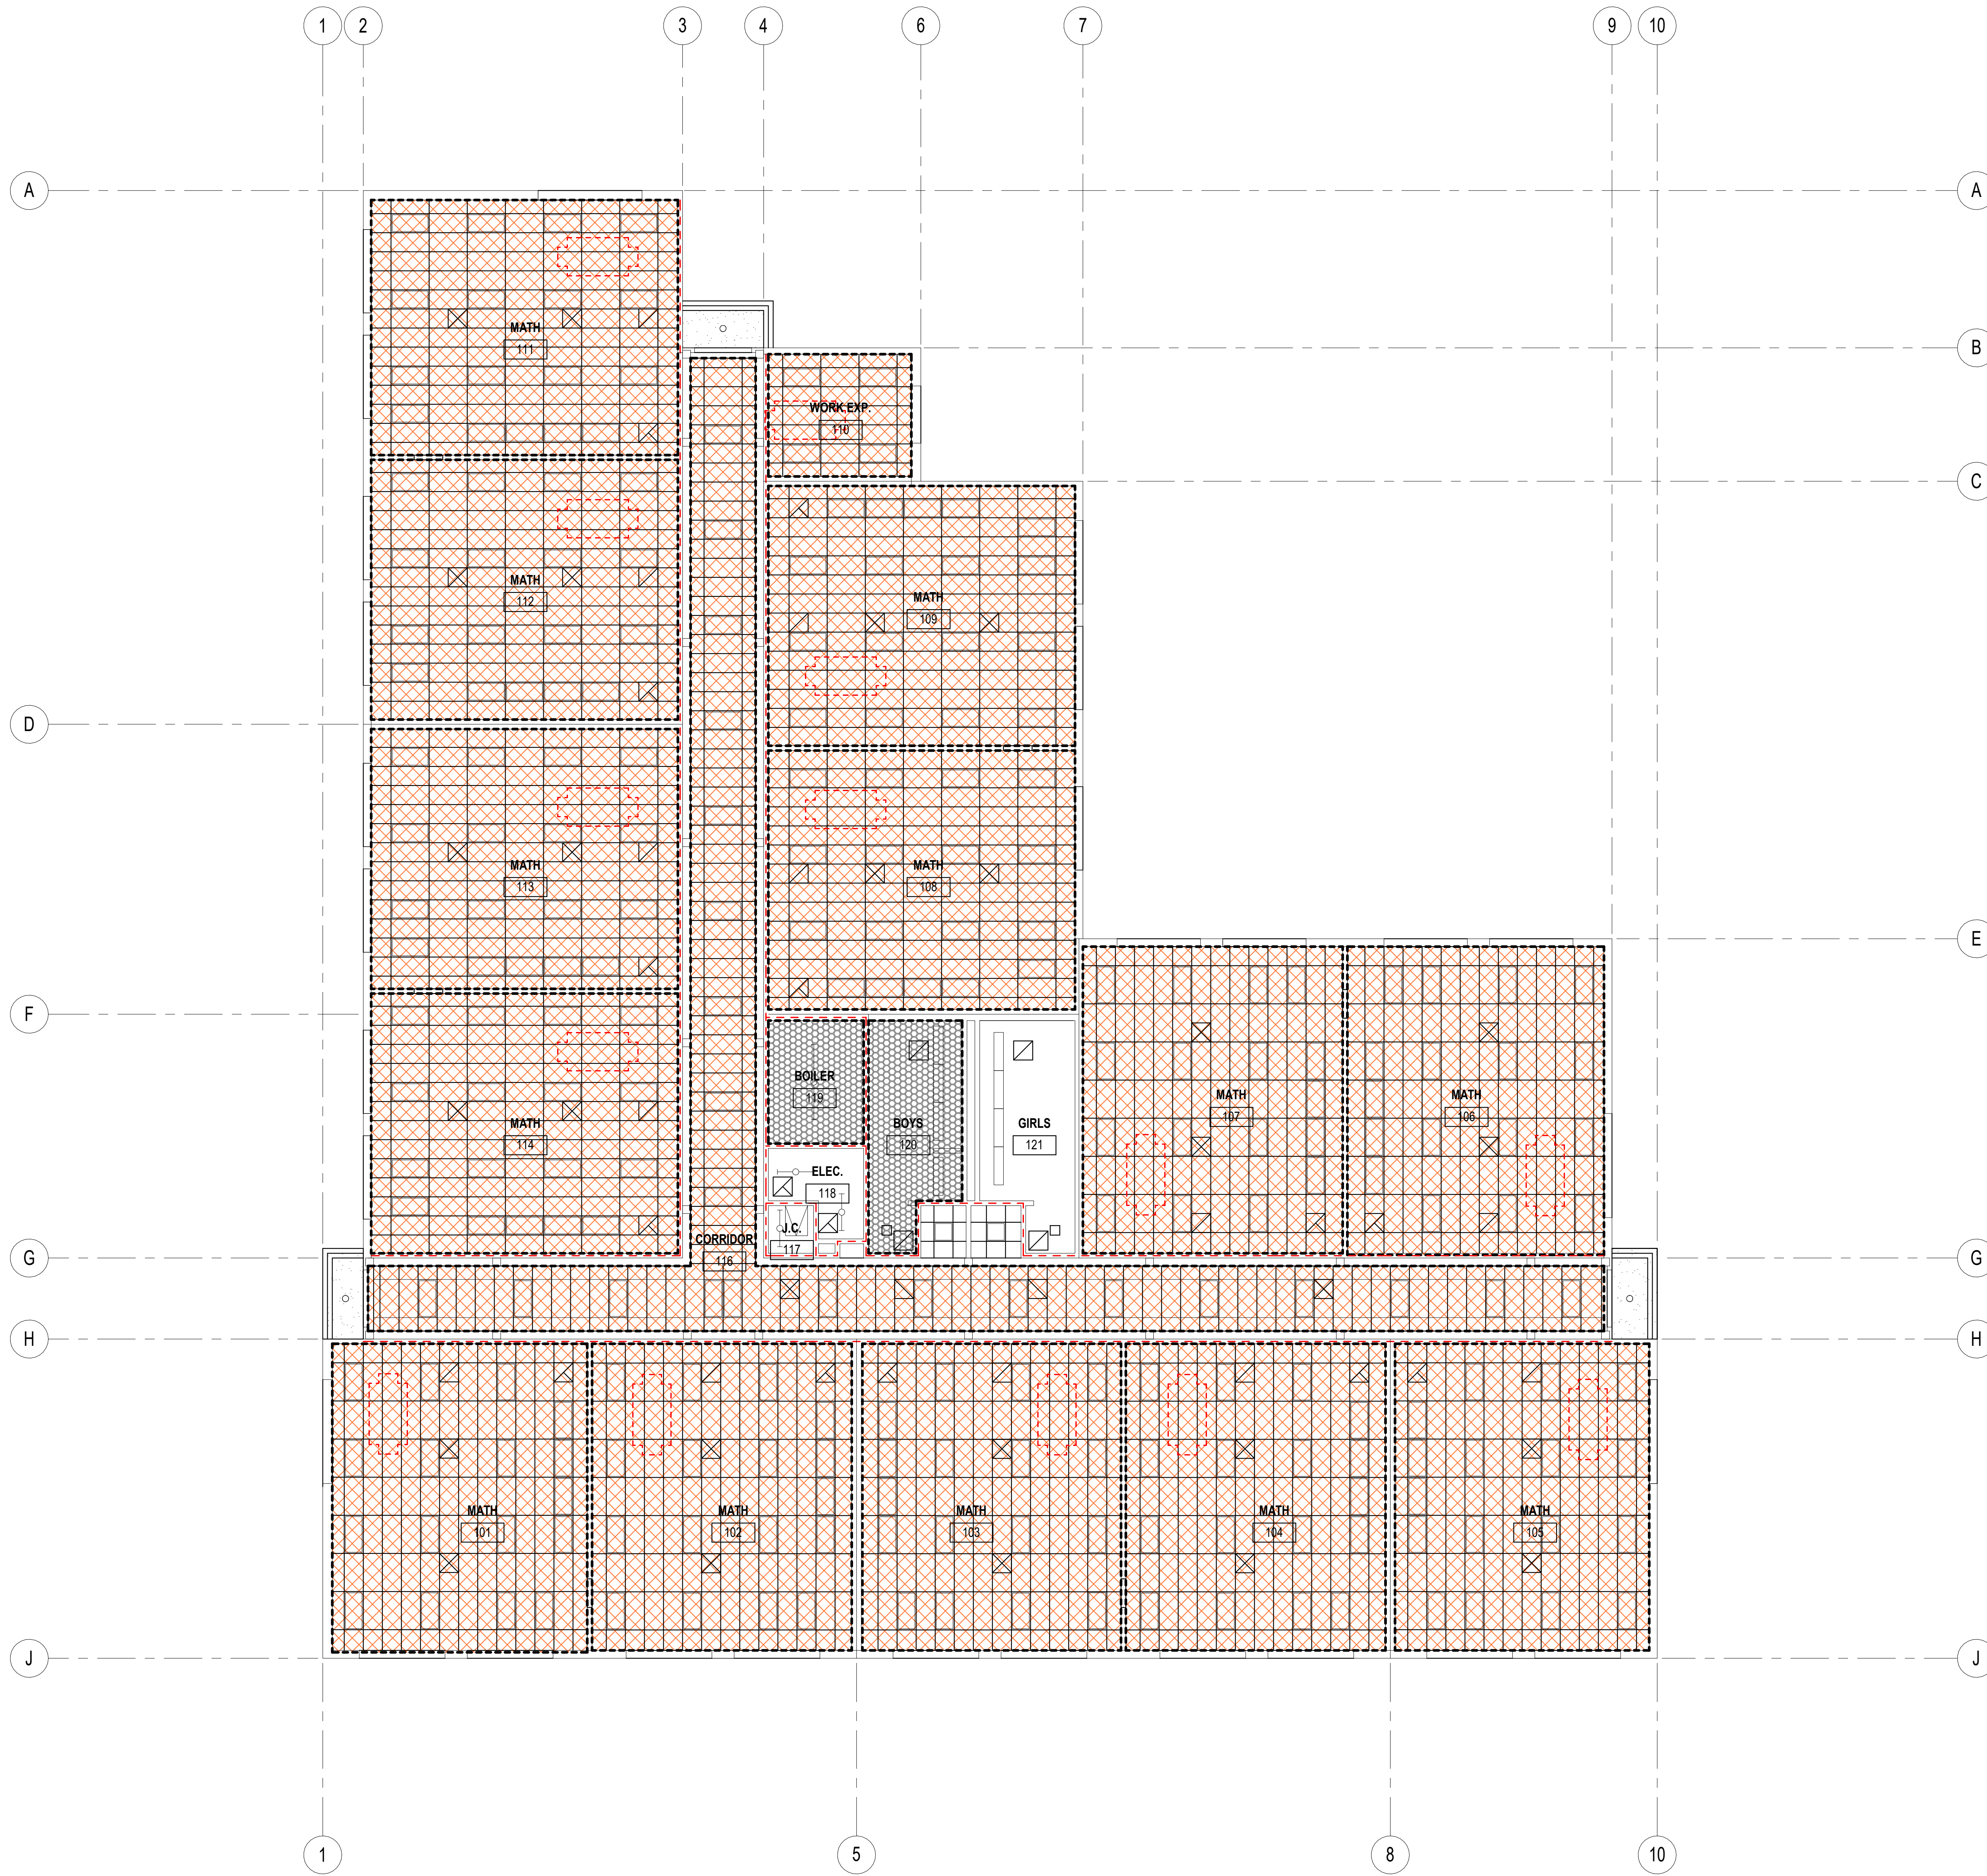 1 2 3 4 6 7 9 10
A A
B
MATH
111
WORK EXP.
110
C
MATH
112
MATH
109
D
MATH
113
MATH
108
E
F
BOILER
119
MATH
107
MATH
106
MATH
114
BOYS
120
GIRLS
121
ELEC.
118
J.C.
117
CORRIDOR
116
G G
H H
MATH
101
MATH
102
MATH
103
MATH
104
MATH
105
J J
1 5 8 10